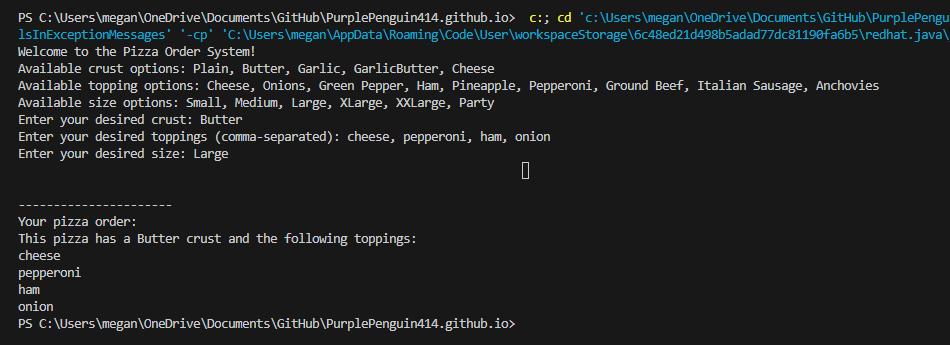 PS C:\Users\megan\OneDrive\Documents\GitHub\PurplePenguin414.github.io>  c:; cd 'c:\Users\megan\OneDrive\Documents\GitHub\PurplePengu
lsInExceptionMessages' '-cp' 'C:\Users\megan\AppData\Roaming\Code\User\workspaceStorage\6c48ed21d498b5adad77dc81190fa6b5\redhat.java\
Welcome to the Pizza Order System!
Available crust options: Plain, Butter, Garlic, GarlicButter, Cheese
Available topping options: Cheese, Onions, Green Pepper, Ham, Pineapple, Pepperoni, Ground Beef, Italian Sausage, Anchovies
Available size options: Small, Medium, Large, XLarge, XXLarge, Party
Enter your desired crust: Butter
Enter your desired toppings (comma-separated): cheese, pepperoni, ham, onion
Enter your desired size: Large
----------------------
Your pizza order:
This pizza has a Butter crust and the following toppings:
cheese
pepperoni
ham
onion
PS C:\Users\megan\OneDrive\Documents\GitHub\PurplePenguin414.github.io>